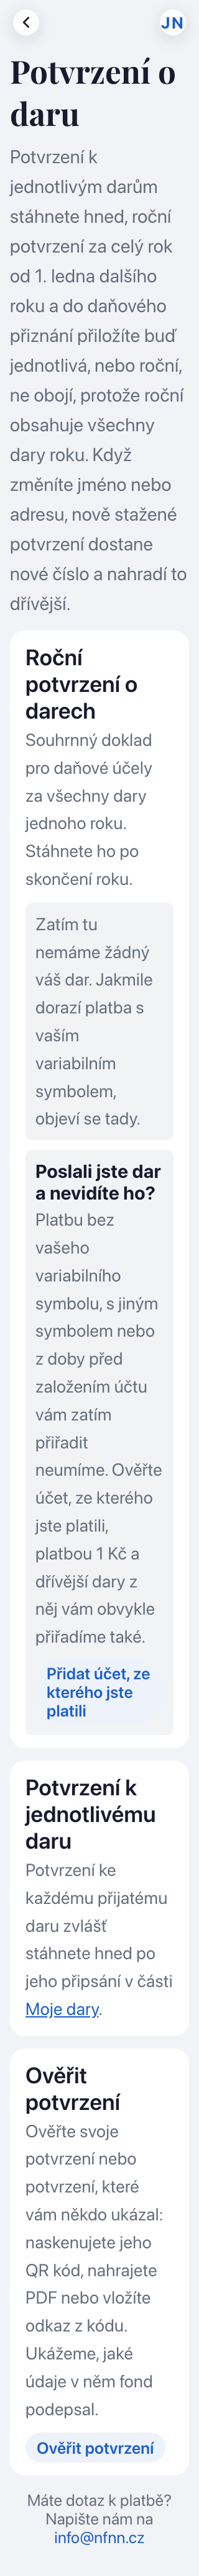 JN
Potvrzení o
daru
Potvrzení k
jednotlivým darům
stáhnete hned, roční
potvrzení za celý rok
od 1. ledna dalšího
roku a do daňového
přiznání přiložíte buď
jednotlivá, nebo roční,
ne obojí, protože roční
obsahuje všechny
dary roku. Když
změníte jméno nebo
adresu, nově stažené
potvrzení dostane
nové číslo a nahradí to
dřívější.
Roční
potvrzení o
darech
Souhrnný doklad
pro daňové účely
za všechny dary
jednoho roku.
Stáhnete ho po
skončení roku.
Zatím tu
nemáme žádný
váš dar. Jakmile
dorazí platba s
vaším
variabilním
symbolem,
objeví se tady.
Poslali jste dar
a nevidíte ho?
Platbu bez
vašeho
variabilního
symbolu, s jiným
symbolem nebo
z doby před
založením účtu
vám zatím
přiřadit
neumíme. Ověřte
účet, ze kterého
jste platili,
platbou 1 Kč a
dřívější dary z
něj vám obvykle
přiřadíme také.
Přidat účet, ze
kterého jste
platili
Potvrzení k
jednotlivému
daru
Potvrzení ke
každému přijatému
daru zvlášť
stáhnete hned po
jeho připsání v části
Moje dary.
Ověřit
potvrzení
Ověřte svoje
potvrzení nebo
potvrzení, které
vám někdo ukázal:
naskenujete jeho
QR kód, nahrajete
PDF nebo vložíte
odkaz z kódu.
Ukážeme, jaké
údaje v něm fond
podepsal.
Ověřit potvrzení
Máte dotaz k platbě?
Napište nám na
info@nfnn.cz